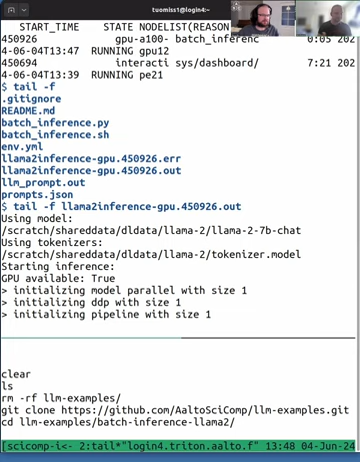 tuomiss1@login4:~
START_TIME     STATE NODELIST(REASON
450926          gpu-a100- batch_inferenc     0:05 202
4-06-04T13:47  RUNNING gpu12
450694          interacti sys/dashboard/     7:21 202
4-06-04T13:39  RUNNING pe21
$ tail -f
.gitignore
README.md
batch_inference.py
batch_inference.sh
env.yml
llama2inference-gpu.450926.err
llama2inference-gpu.450926.out
llm_prompt.out
prompts.json
$ tail -f llama2inference-gpu.450926.out
Using model:
/scratch/shareddata/dldata/llama-2/llama-2-7b-chat
Using tokenizers:
/scratch/shareddata/dldata/llama-2/tokenizer.model
Starting inference:
GPU available: True
> initializing model parallel with size 1
> initializing ddp with size 1
> initializing pipeline with size 1
clear
ls
rm -rf llm-examples/
git clone https://github.com/AaltoSciComp/llm-examples.git
cd llm-examples/batch-inference-llama2/
[scicomp-i<- 2:tail*"login4.triton.aalto.f" 13:48 04-Jun-24